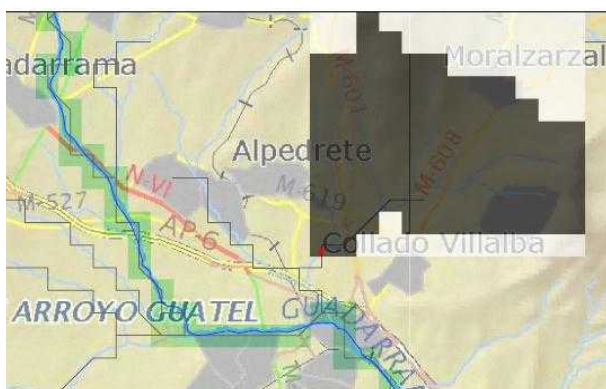 adarrama
Moralzarzal
M-601
Alpedrete
M-608
N-VI
M-619
M-527
AP-6
Collado Villalba
ARROYO GUATEL
GUADARRA